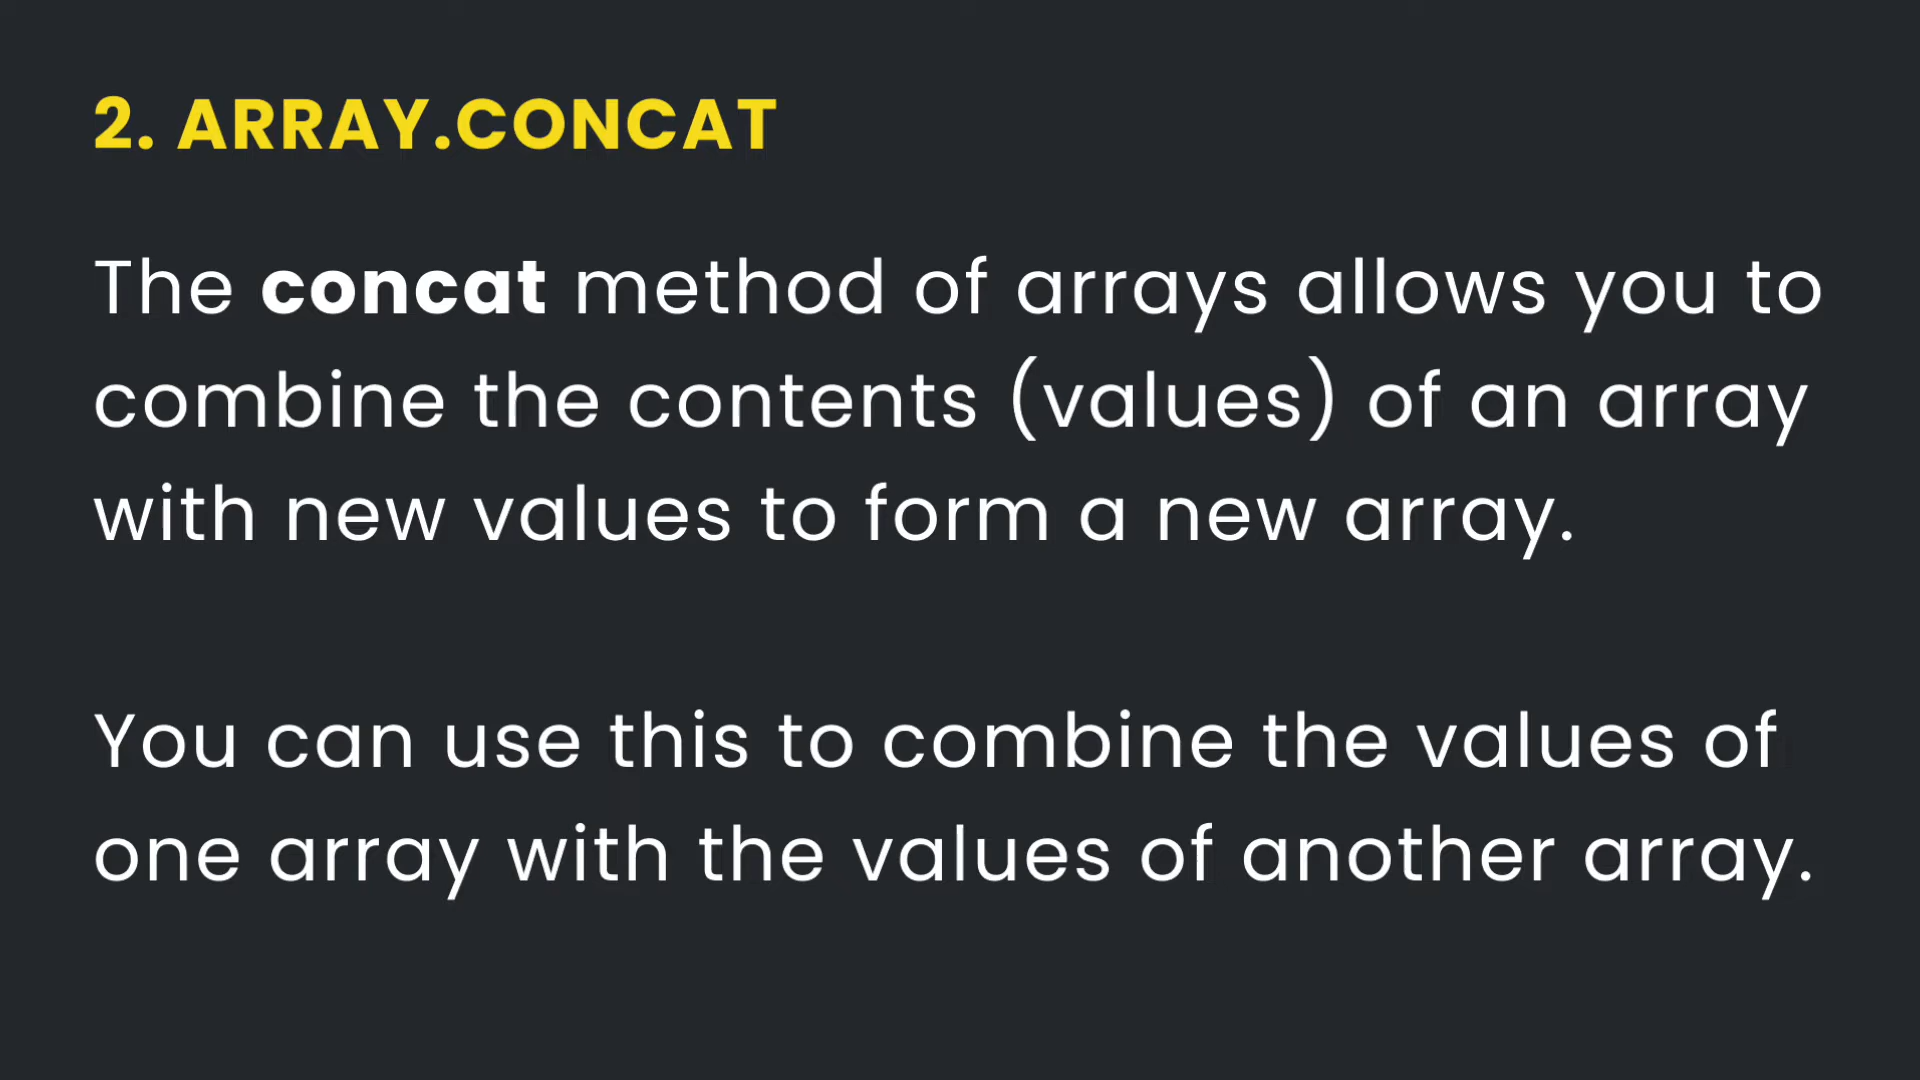 2. ARRAY.CONCAT
The concat method of arrays allows you to
combine the contents (values) of an array
with new values to form a new array.
You can use this to combine the values of
one array with the values of another array.